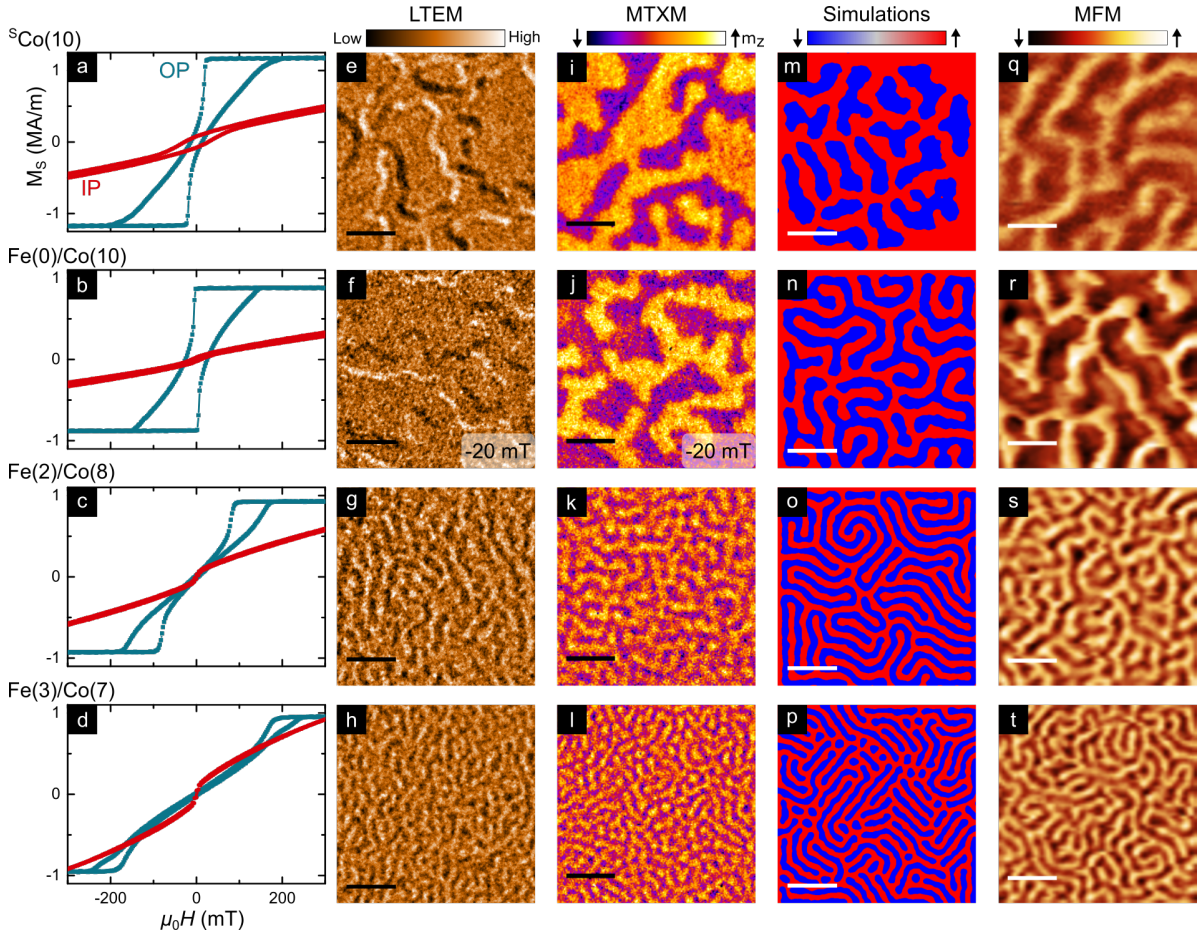 LTEM
MTXM
Simulations
MFM
Low
High
↓
↑mz
↓
↑
↓
↑
SCo(10)
a
OP
IP
1
0
-1
MS (MA/m)
e
i
m
q
Fe(0)/Co(10)
b
1
0
-1
f
-20 mT
j
-20 mT
n
r
Fe(2)/Co(8)
c
1
0
-1
g
k
o
s
Fe(3)/Co(7)
d
1
0
-1
h
l
p
t
-200
0
200
μ0H (mT)